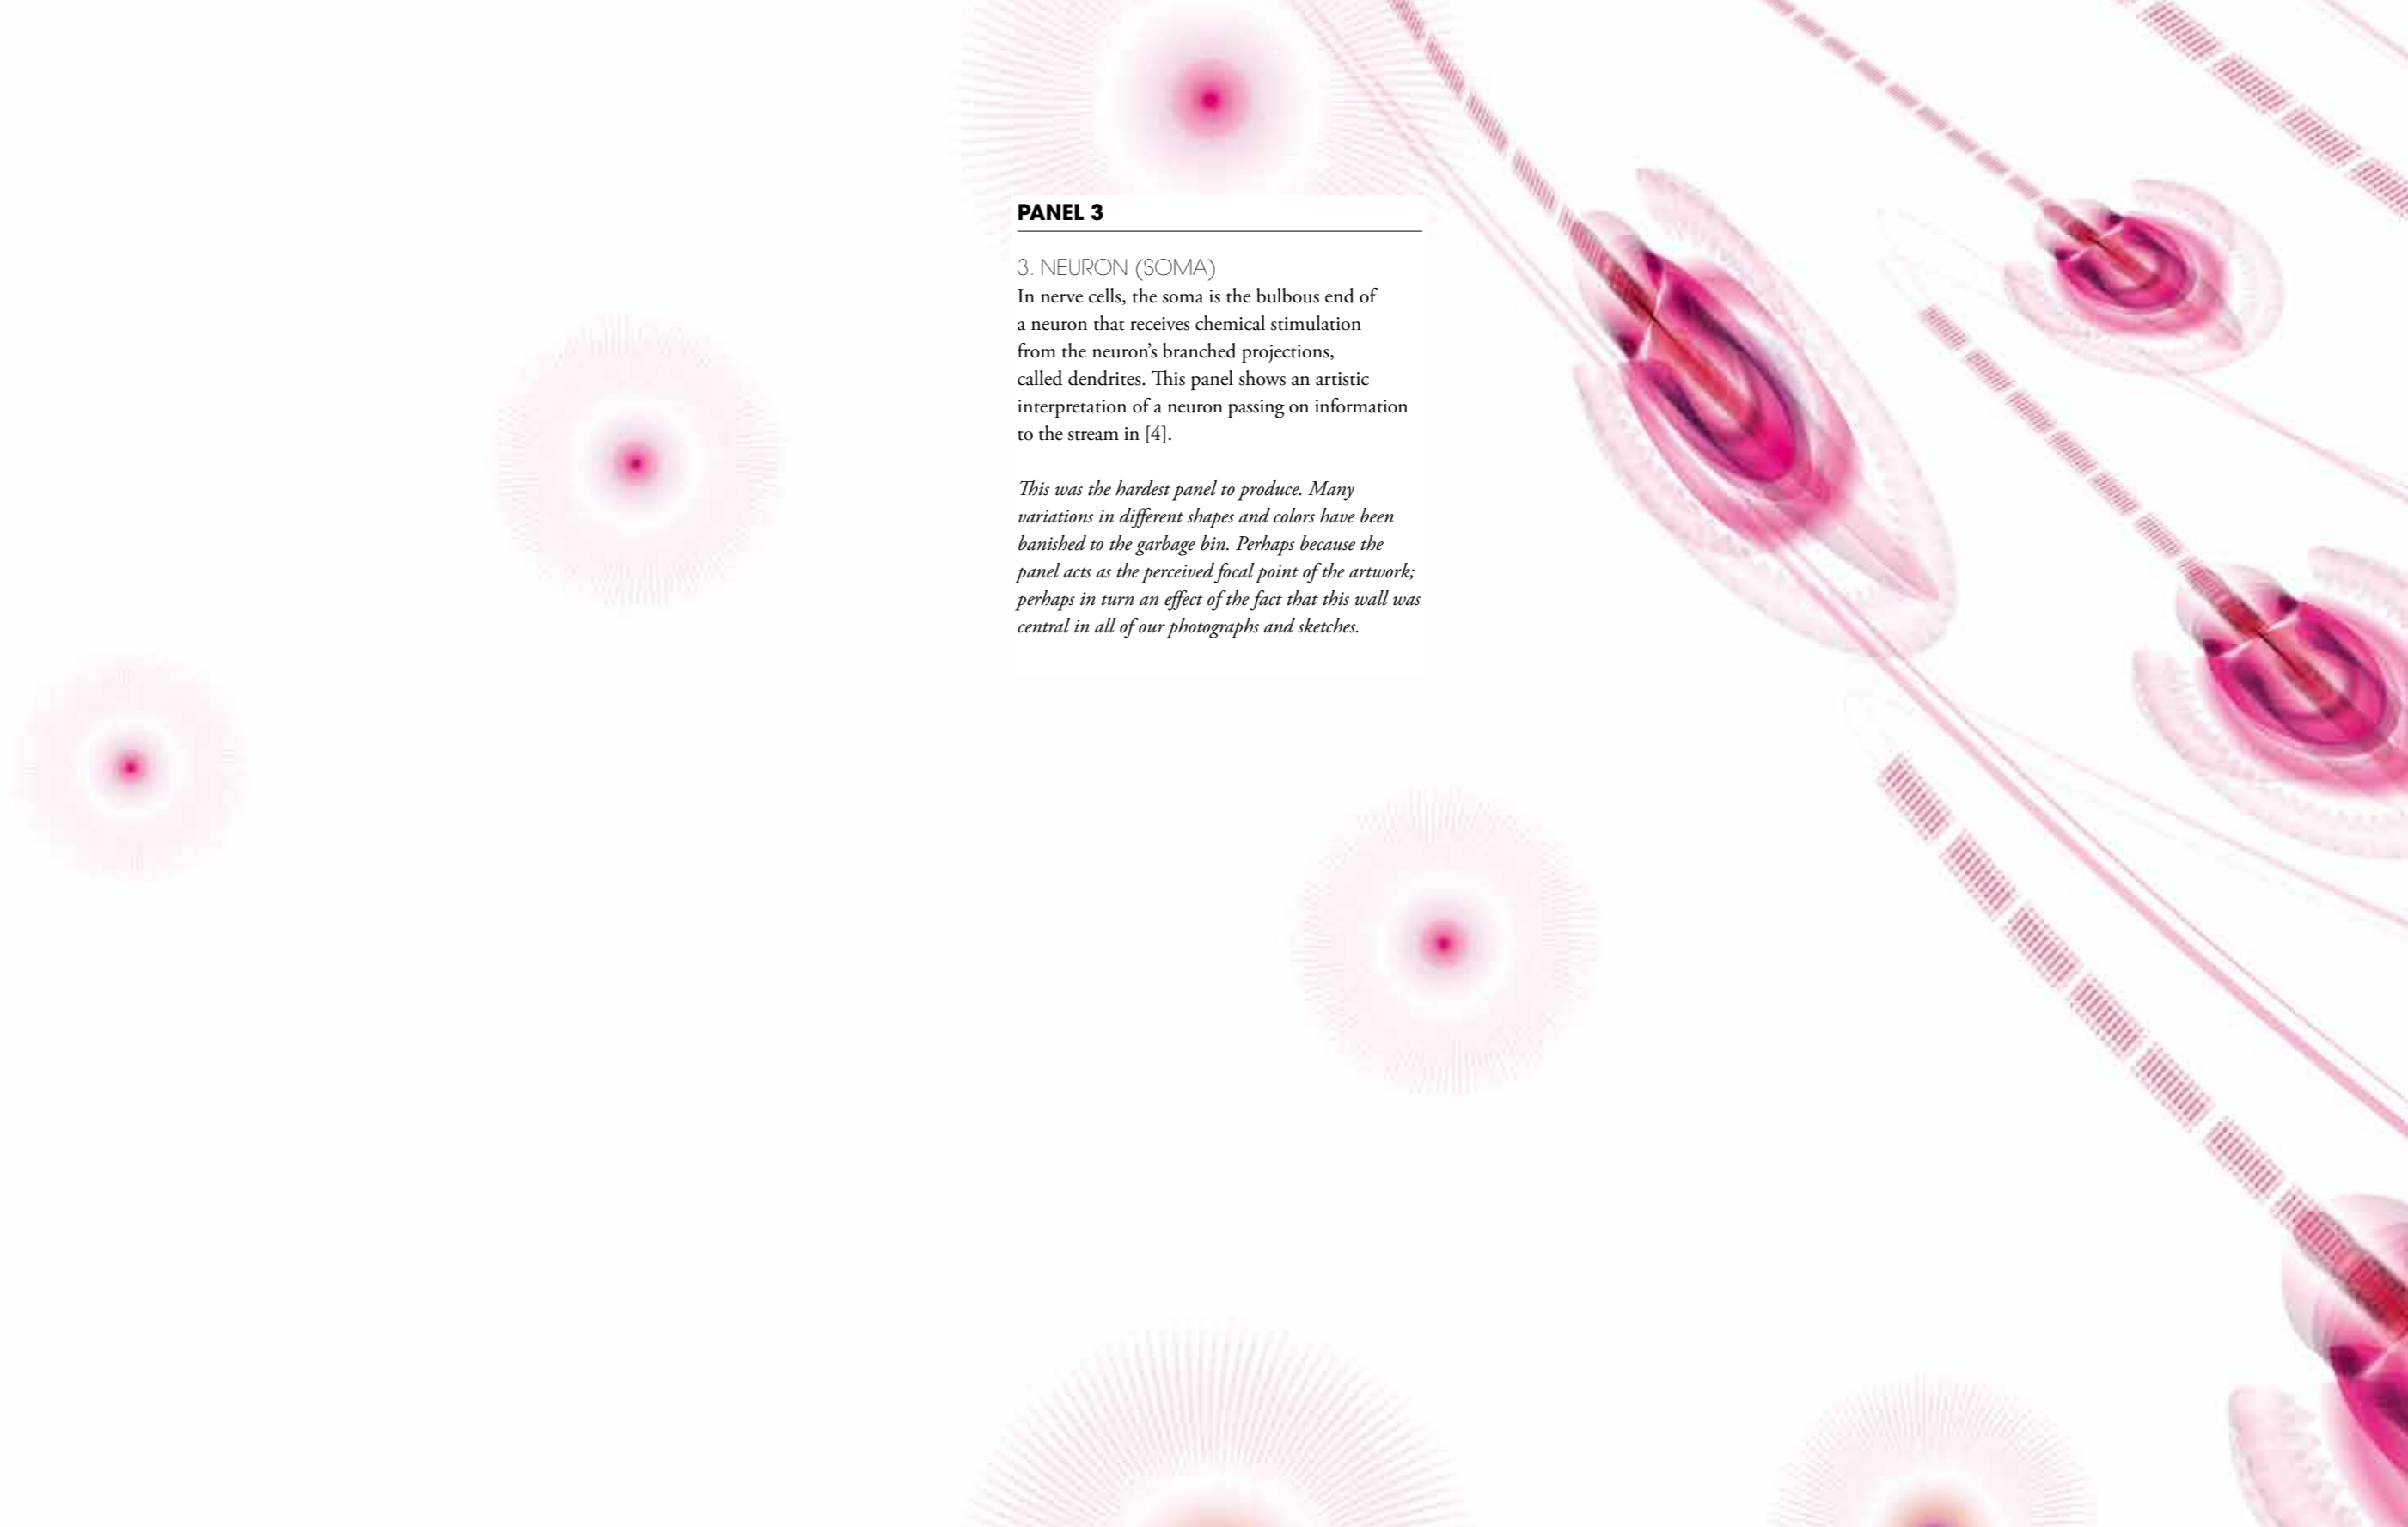 PANEL 3
3. NEURON (SOMA)
In nerve cells, the soma is the bulbous end of
a neuron that receives chemical stimulation
from the neuron’s branched projections,
called dendrites. This panel shows an artistic
interpretation of a neuron passing on information
to the stream in [4].
This was the hardest panel to produce. Many
variations in different shapes and colors have been
banished to the garbage bin. Perhaps because the
panel acts as the perceived focal point of the artwork;
perhaps in turn an effect of the fact that this wall was
central in all of our photographs and sketches.